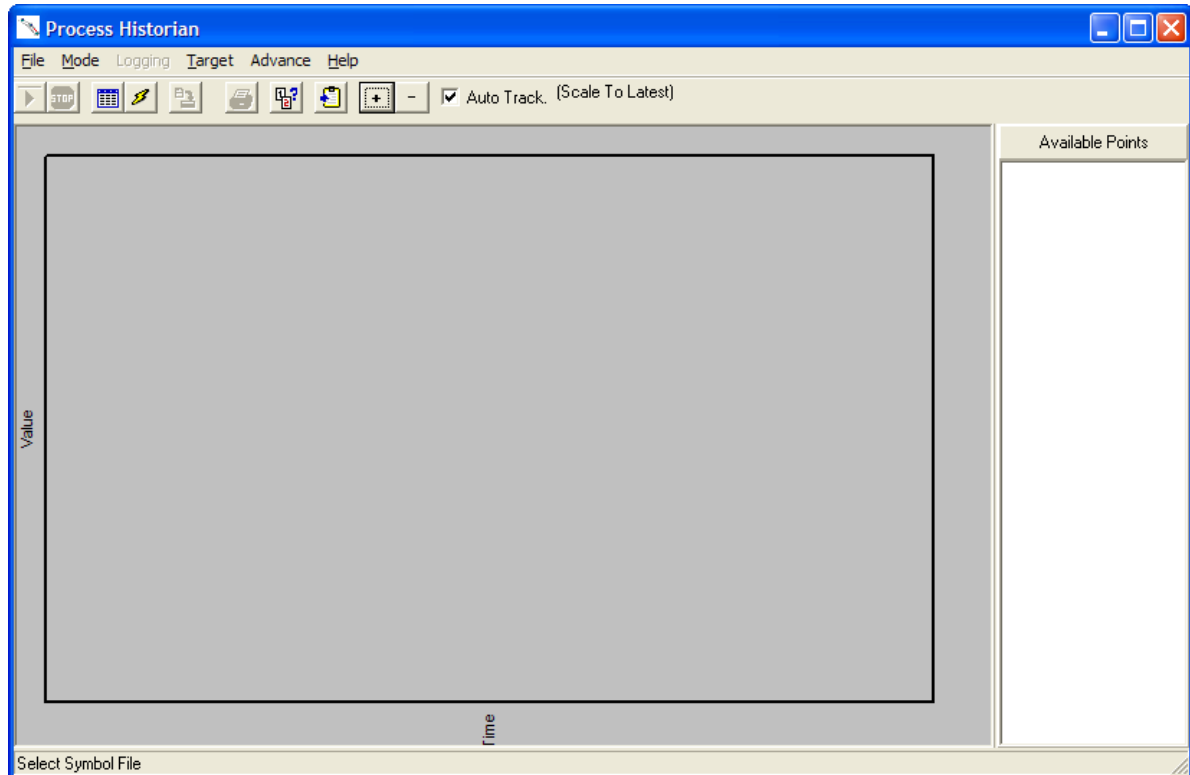 Process Historian
File Mode Logging Target Advance Help
STOP + - Auto Track. (Scale To Latest)
Available Points
Value
Time
Select Symbol File